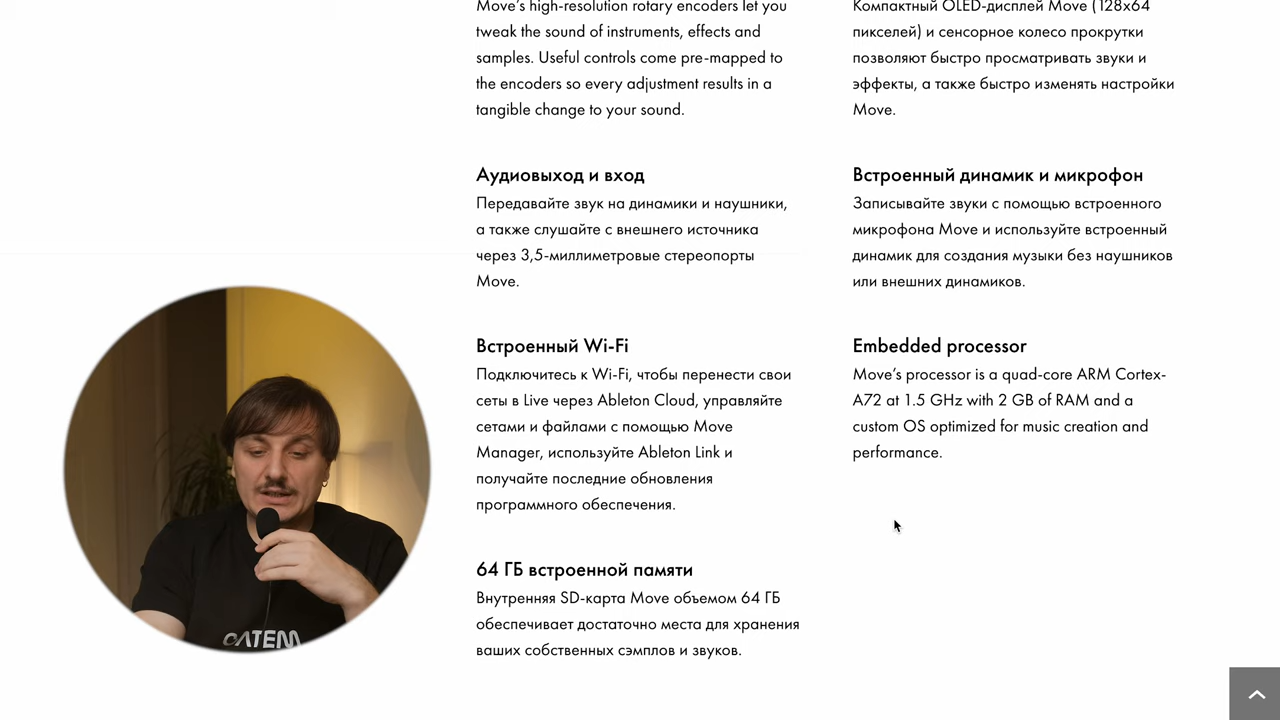 Move's high-resolution rotary encoders let you
tweak the sound of instruments, effects and
samples. Useful controls come pre-mapped to
the encoders so every adjustment results in a
tangible change to your sound.
Компактный OLED-дисплей Move (128x64
пикселей) и сенсорное колесо прокрутки
позволяют быстро просматривать звуки и
эффекты, а также быстро изменять настройки
Move.
Аудиовыход и вход
Передавайте звук на динамики и наушники,
а также слушайте с внешнего источника
через 3,5-миллиметровые стереопорты
Move.
Встроенный динамик и микрофон
Записывайте звуки с помощью встроенного
микрофона Move и используйте встроенный
динамик для создания музыки без наушников
или внешних динамиков.
Встроенный Wi-Fi
Подключитесь к Wi-Fi, чтобы перенести свои
сеты в Live через Ableton Cloud, управляйте
сетами и файлами с помощью Move
Manager, используйте Ableton Link и
получайте последние обновления
программного обеспечения.
Embedded processor
Move's processor is a quad-core ARM Cortex-
A72 at 1.5 GHz with 2 GB of RAM and a
custom OS optimized for music creation and
performance.
64 ГБ встроенной памяти
Внутренняя SD-карта Move объемом 64 ГБ
обеспечивает достаточно места для хранения
ваших собственных сэмплов и звуков.